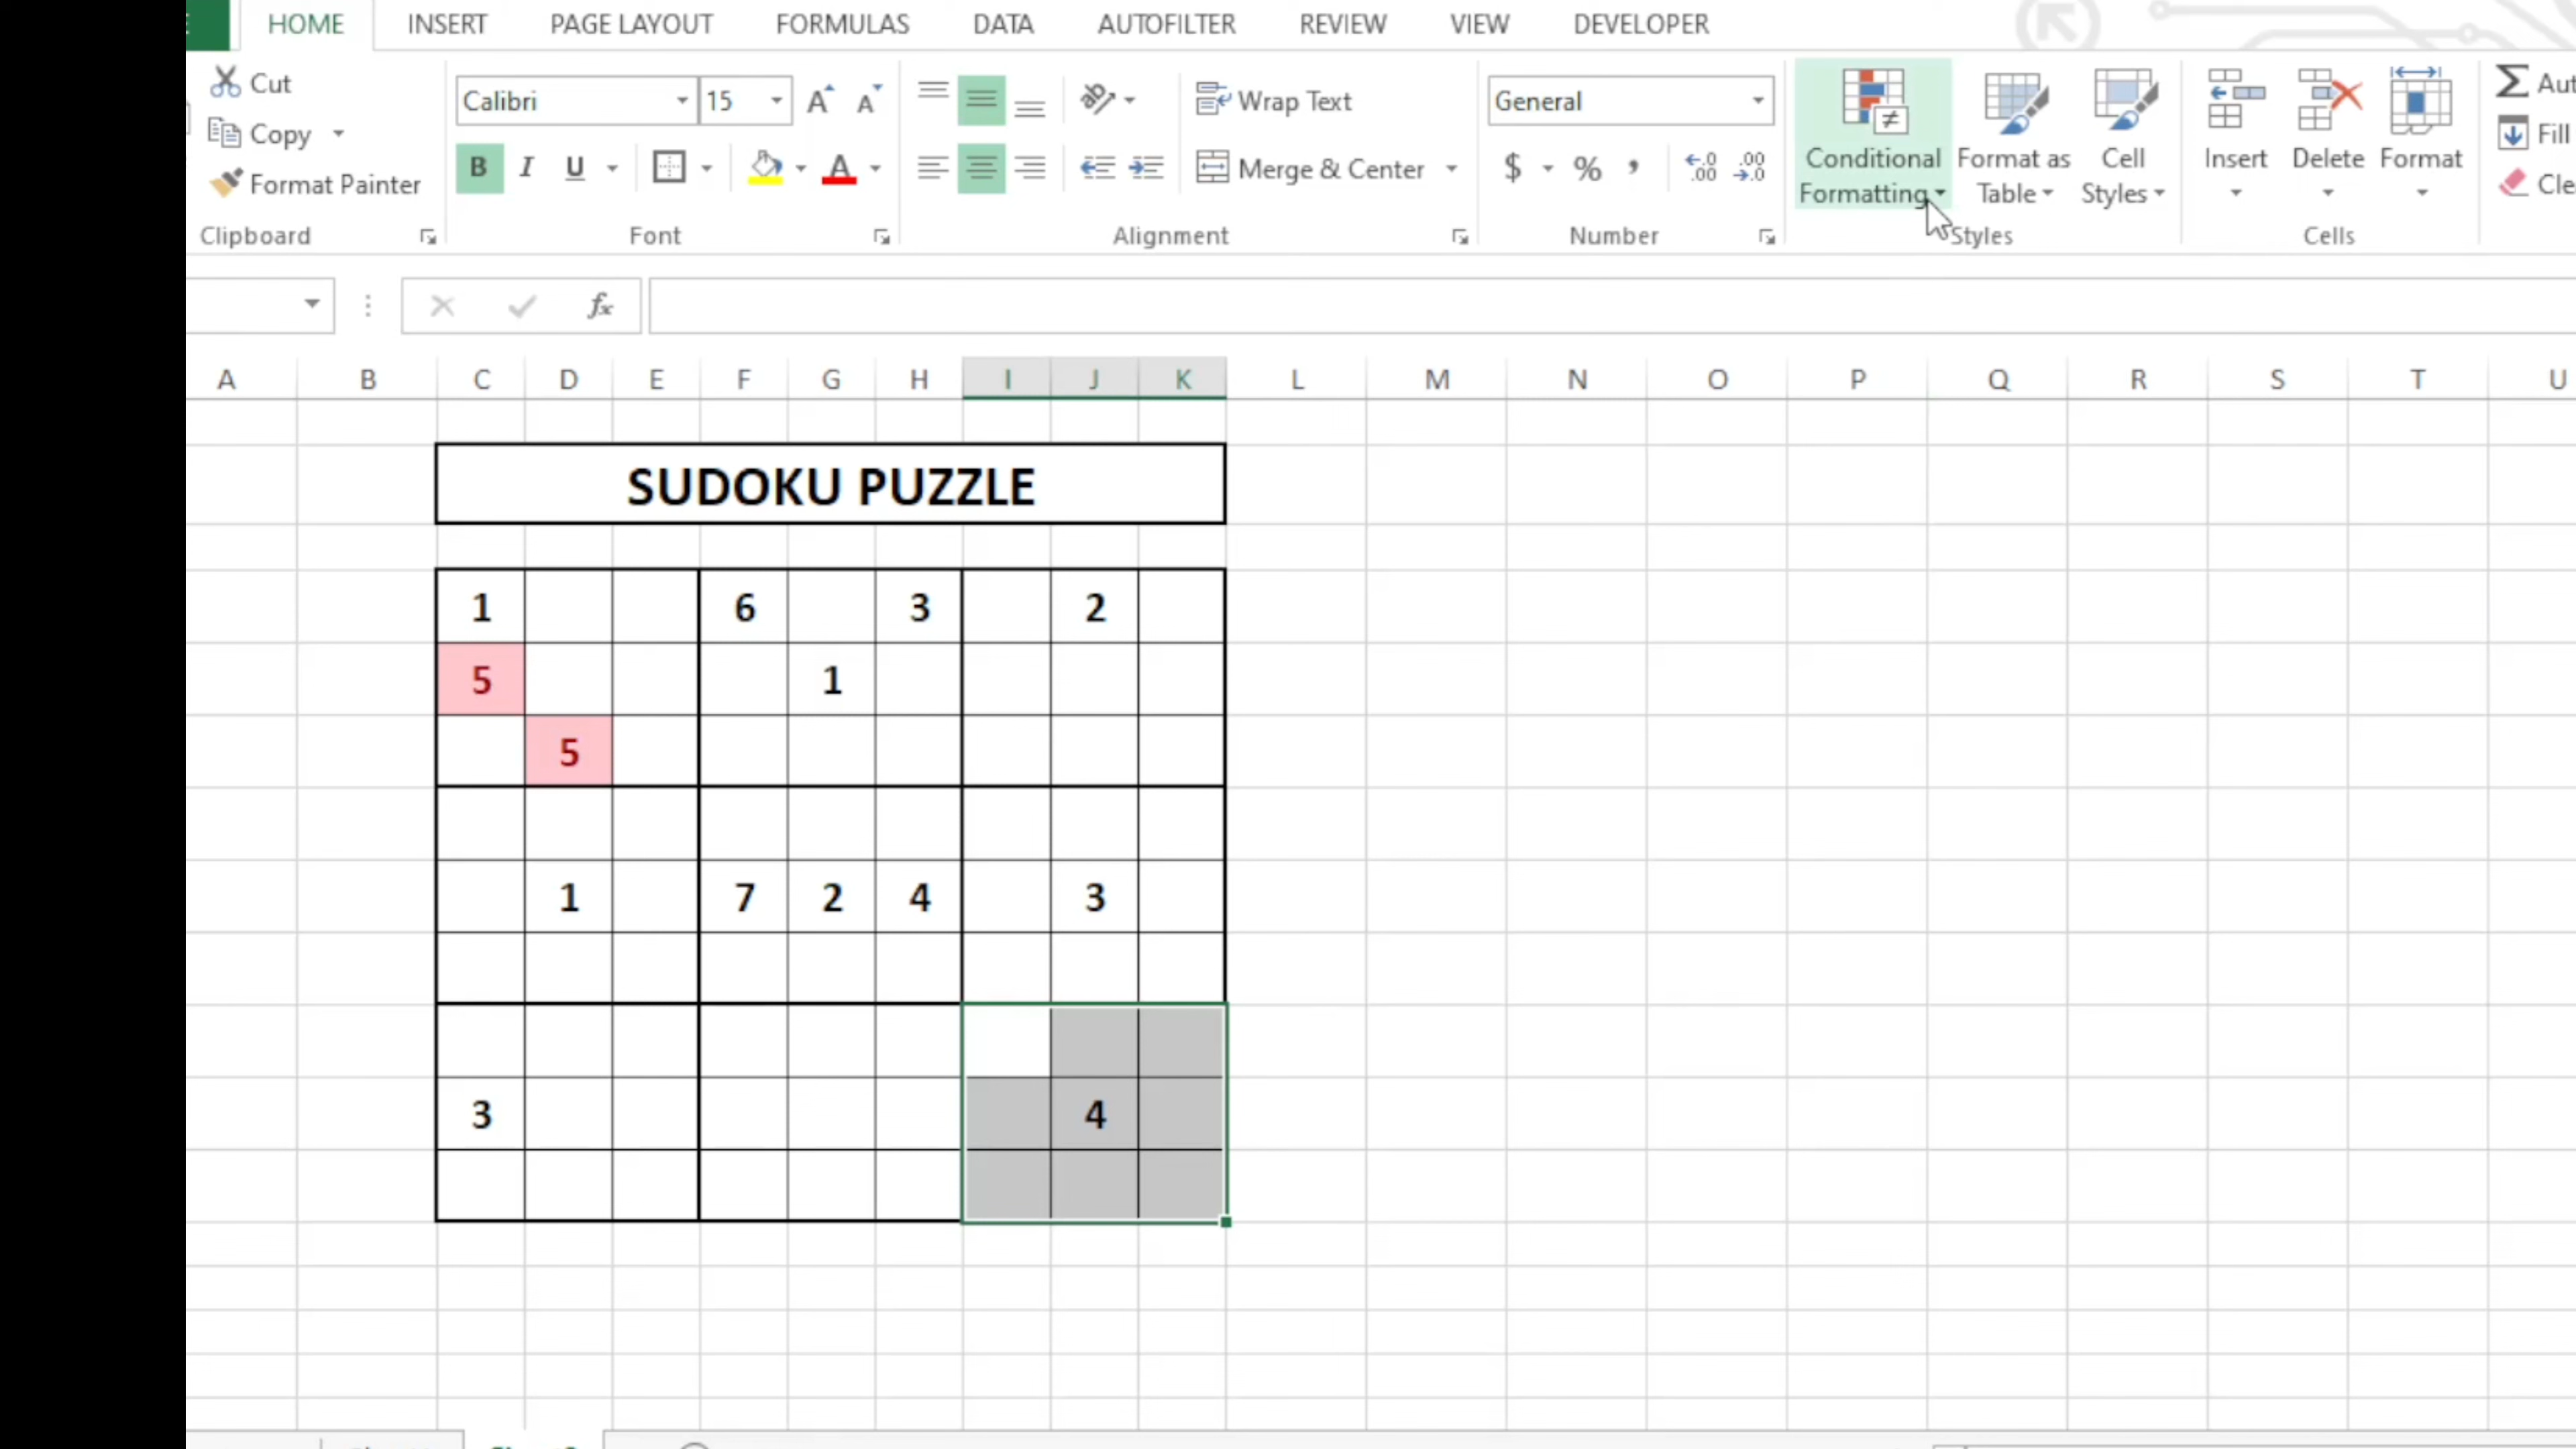 HOME INSERT PAGE LAYOUT FORMULAS DATA AUTOFILTER REVIEW VIEW DEVELOPER
Cut
Copy
Format Painter
Clipboard
Calibri 15
B I U
Font
Wrap Text
Merge & Center
Alignment
General
$ % ,
Number
Conditional Formatting
Format as Table
Cell Styles
Styles
Insert Delete Format
Cells
Σ
Fill
fx
A B C D E F G H I J K L M N O P Q R S T U
SUDOKU PUZZLE
1 6 3 2
5 1
5
1 7 2 4 3
3 4